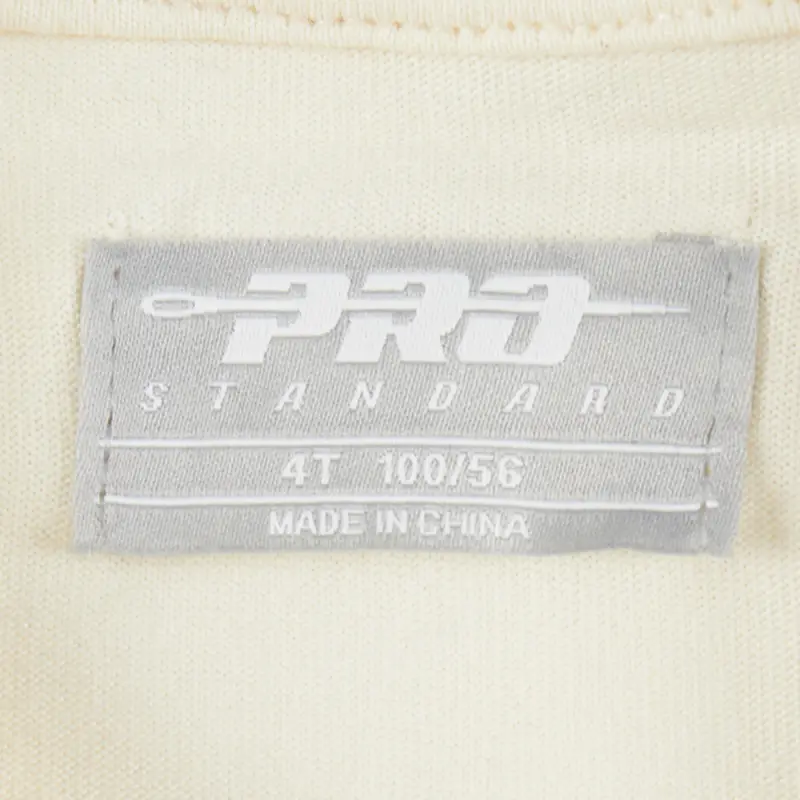 PRO
STANDARD
4T 100/56
MADE IN CHINA